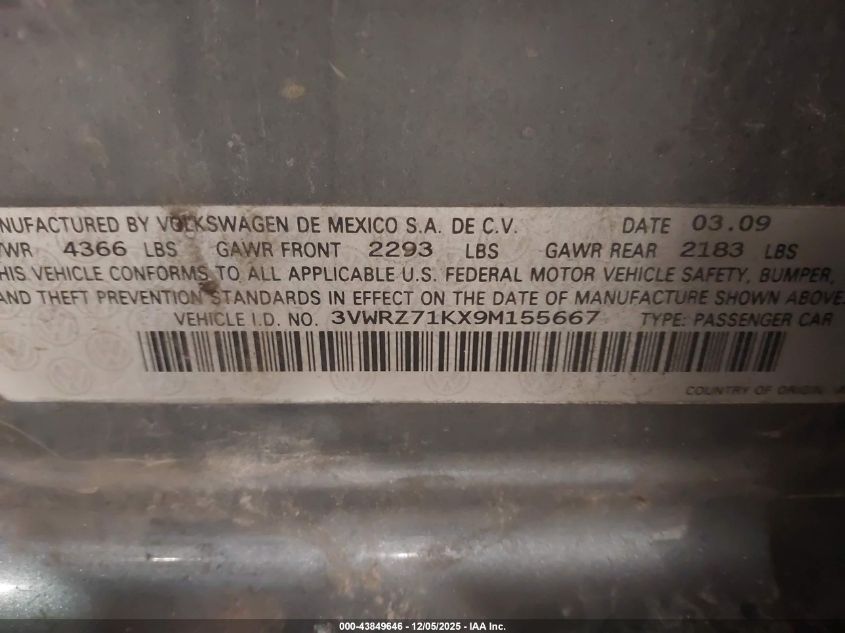 NUFACTURED BY VOLKSWAGEN DE MEXICO S.A. DE C.V. DATE 03.09
VWR 4366 LBS GAWR FRONT 2293 LBS GAWR REAR 2183 LBS
HIS VEHICLE CONFORMS TO ALL APPLICABLE U.S. FEDERAL MOTOR VEHICLE SAFETY, BUMPER,
AND THEFT PREVENTION STANDARDS IN EFFECT ON THE DATE OF MANUFACTURE SHOWN ABOVE.
VEHICLE I.D. NO. 3VWRZ71KX9M155667 TYPE: PASSENGER CAR
COUNTRY OF ORIGIN
000-43849646 - 12/05/2025 - IAA Inc.